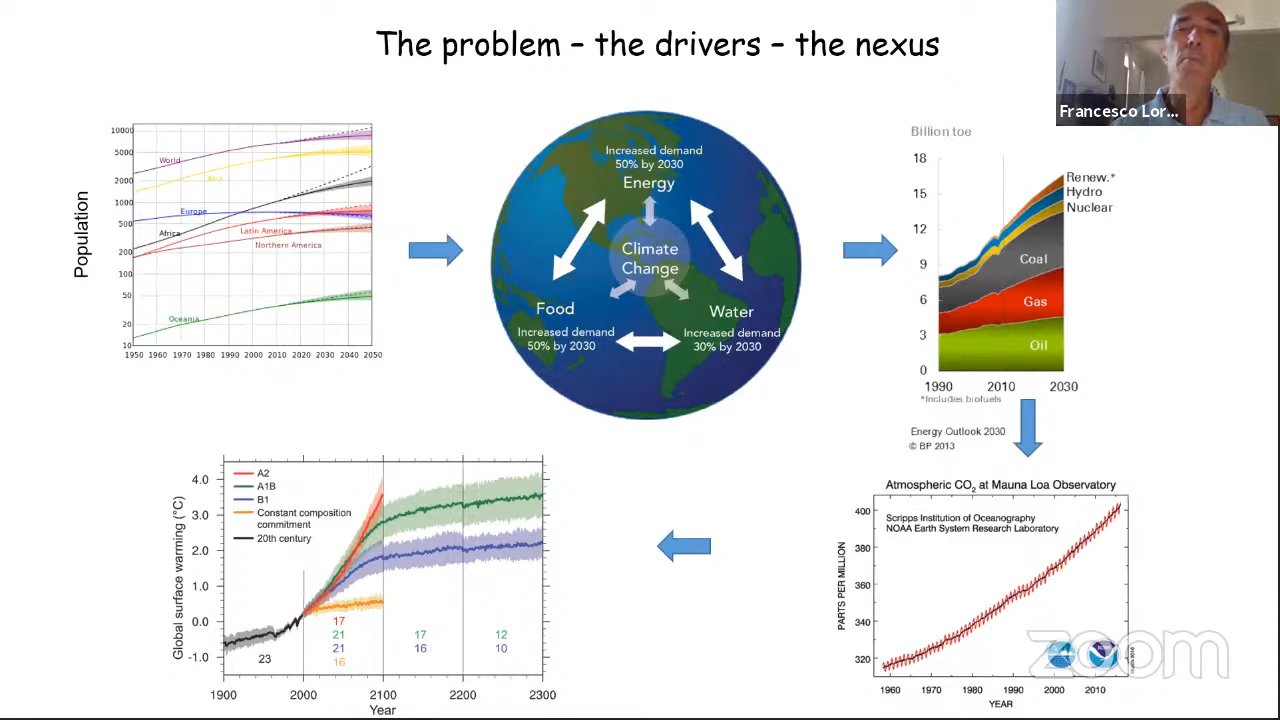 The problem – the drivers – the nexus
Francesco Lor...
Population
10000
5000
2000
1000
500
200
100
50
20
10
World
Asia
Europe
Africa
Latin America
Northern America
Oceania
1950 1960 1970 1980 1990 2000 2010 2020 2030 2040 2050
Increased demand
50% by 2030
Energy
Climate
Change
Food
Increased demand
50% by 2030
Water
Increased demand
30% by 2030
Billion toe
18
15
12
9
6
3
0
Renew.*
Hydro
Nuclear
Coal
Gas
Oil
1990 2010 2030
*Includes biofuels
Energy Outlook 2030
© BP 2013
Global surface warming (°C)
4.0
3.0
2.0
1.0
0.0
-1.0
A2
A1B
B1
Constant composition
commitment
20th century
23
17
21
21
16
17
16
12
10
1900 2000 2100 2200 2300
Year
Atmospheric CO2 at Mauna Loa Observatory
Scripps Institution of Oceanography
NOAA Earth System Research Laboratory
PARTS PER MILLION
400
380
360
340
320
1960 1970 1980 1990 2000 2010
YEAR
zoom